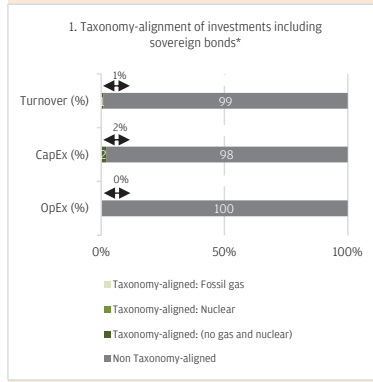 1. Taxonomy-alignment of investments including
sovereign bonds*
1%
Turnover (%) 1 99
2%
CapEx (%) 2 98
0%
OpEx (%) 100
0% 50% 100%
Taxonomy-aligned: Fossil gas
Taxonomy-aligned: Nuclear
Taxonomy-aligned: (no gas and nuclear)
Non Taxonomy-aligned